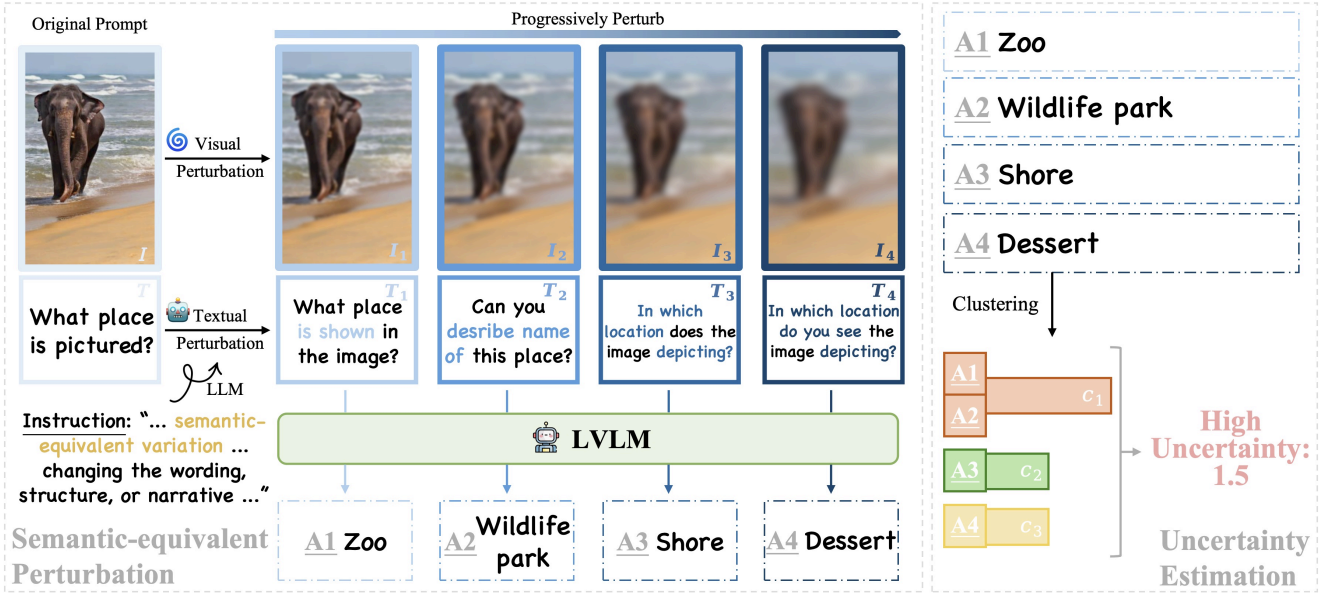 Original Prompt
Progressively Perturb
I
I₁
I₂
I₃
I₄
Visual
Perturbation
T
What place
is pictured?
Textual
Perturbation
LLM
T₁
What place
is shown in
the image?
T₂
Can you
desribe name
of this place?
T₃
In which
location does the
image depicting?
T₄
In which location
do you see the
image depicting?
Instruction: “... semantic-
equivalent variation ...
changing the wording,
structure, or narrative ...”
LVLM
A1 Zoo
A2 Wildlife
park
A3 Shore
A4 Dessert
Semantic-equivalent
Perturbation
A1 Zoo
A2 Wildlife park
A3 Shore
A4 Dessert
Clustering
A1
A2
c₁
A3
c₂
A4
c₃
High
Uncertainty:
1.5
Uncertainty
Estimation